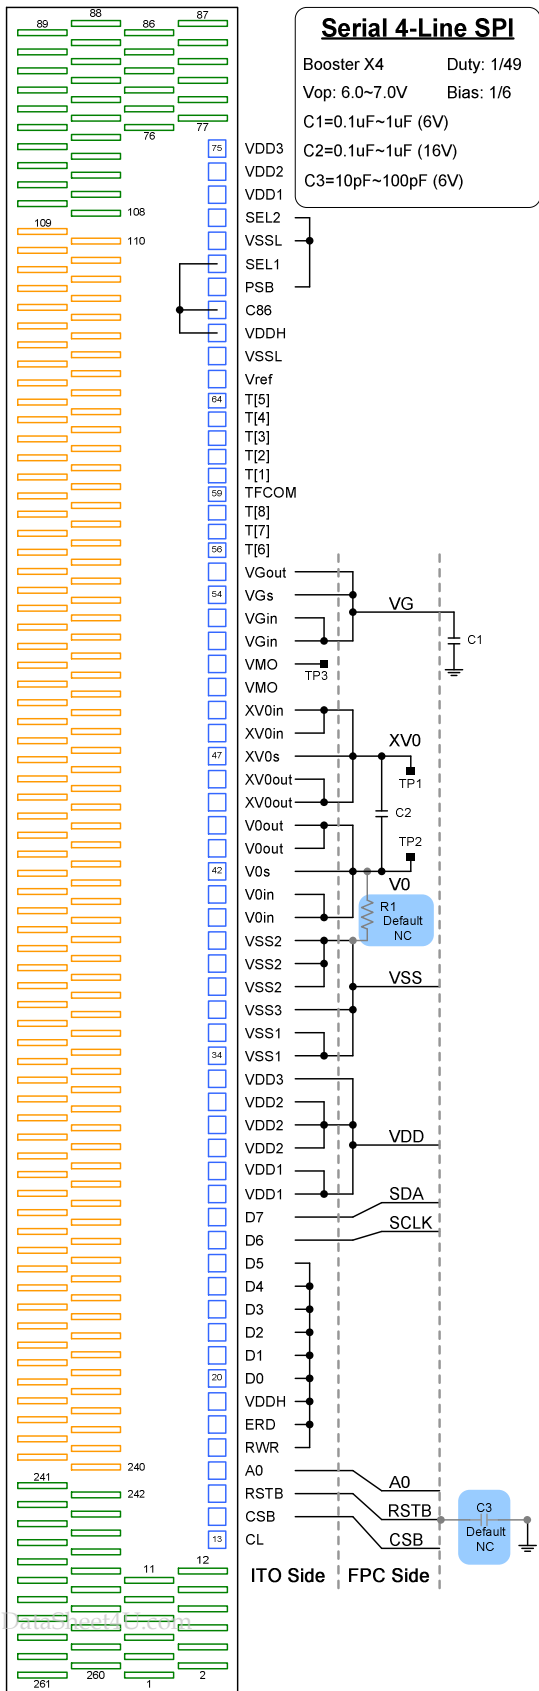 Serial 4-Line SPI
Booster X4 Duty: 1/49
Vop: 6.0~7.0V Bias: 1/6
C1=0.1uF~1uF (6V)
C2=0.1uF~1uF (16V)
C3=10pF~100pF (6V)
88 87
89 86
77
76
75 VDD3
VDD2
VDD1
108 SEL2
109
110 VSSL
SEL1
PSB
C86
VDDH
VSSL
Vref
64 T[5]
T[4]
T[3]
T[2]
T[1]
59 TFCOM
T[8]
T[7]
56 T[6]
VGout
54 VGs
VG
VGin
VGin C1
VMO
TP3
VMO
XV0in
XV0in
XV0
47 XV0s
XV0out TP1
XV0out
C2
V0out
TP2
V0out
42 V0s
V0
V0in
R1
Default
NC
V0in
VSS2
VSS2
VSS
VSS2
VSS3
VSS1
34 VSS1
VDD3
VDD2
VDD2
VDD
VDD2
VDD1
VDD1 SDA
D7
SCLK
D6
D5
D4
D3
D2
D1
20 D0
VDDH
ERD
RWR
240 A0
241 A0
242 RSTB
RSTB C3
Default
NC
CSB
CSB
13 CL
12
11 ITO Side FPC Side
DataSheet4U.com
260 2
261 1